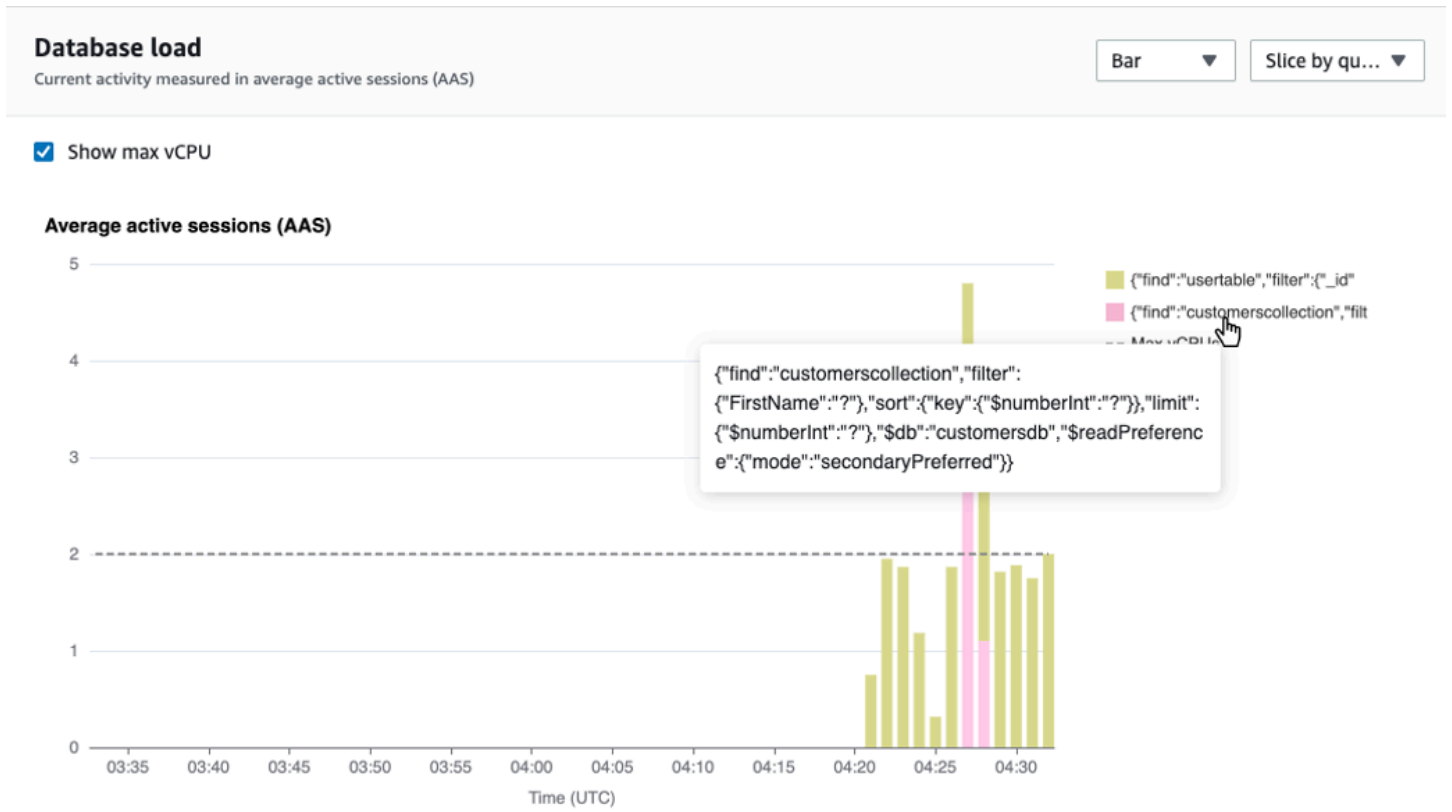 Database load
Current activity measured in average active sessions (AAS)
Bar
Slice by qu...
Show max vCPU
Average active sessions (AAS)
5
4
3
2
1
0
{"find":"usertable","filter":{"_id"
{"find":"customerscollection","filt
Max vCPUs
{"find":"customerscollection","filter":
{"FirstName":"?"},"sort":{"key":{"$numberInt":"?"}},"limit":
{"$numberInt":"?"},"$db":"customersdb","$readPreferenc
e":{"mode":"secondaryPreferred"}}
03:35 03:40 03:45 03:50 03:55 04:00 04:05 04:10 04:15 04:20 04:25 04:30
Time (UTC)